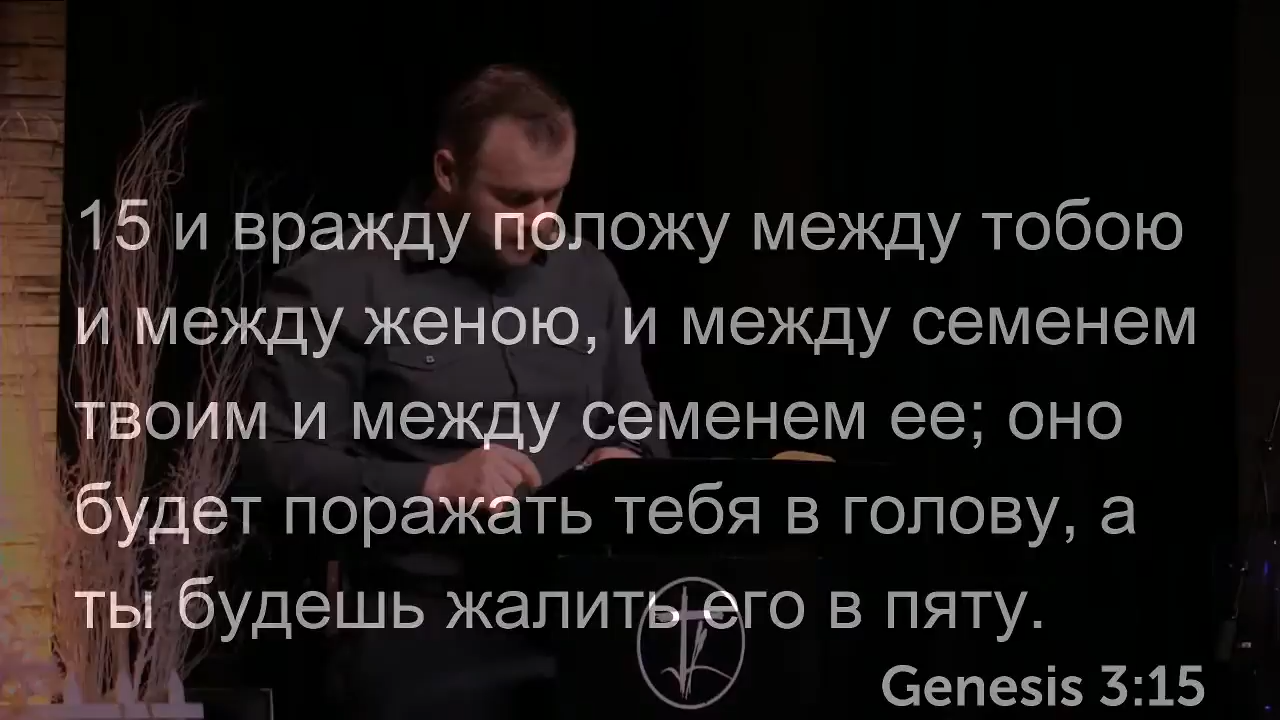 15 и вражду положу между тобою
и между женою, и между семенем
твоим и между семенем ее; оно
будет поражать тебя в голову, а
ты будешь жалить его в пяту.
Genesis 3:15